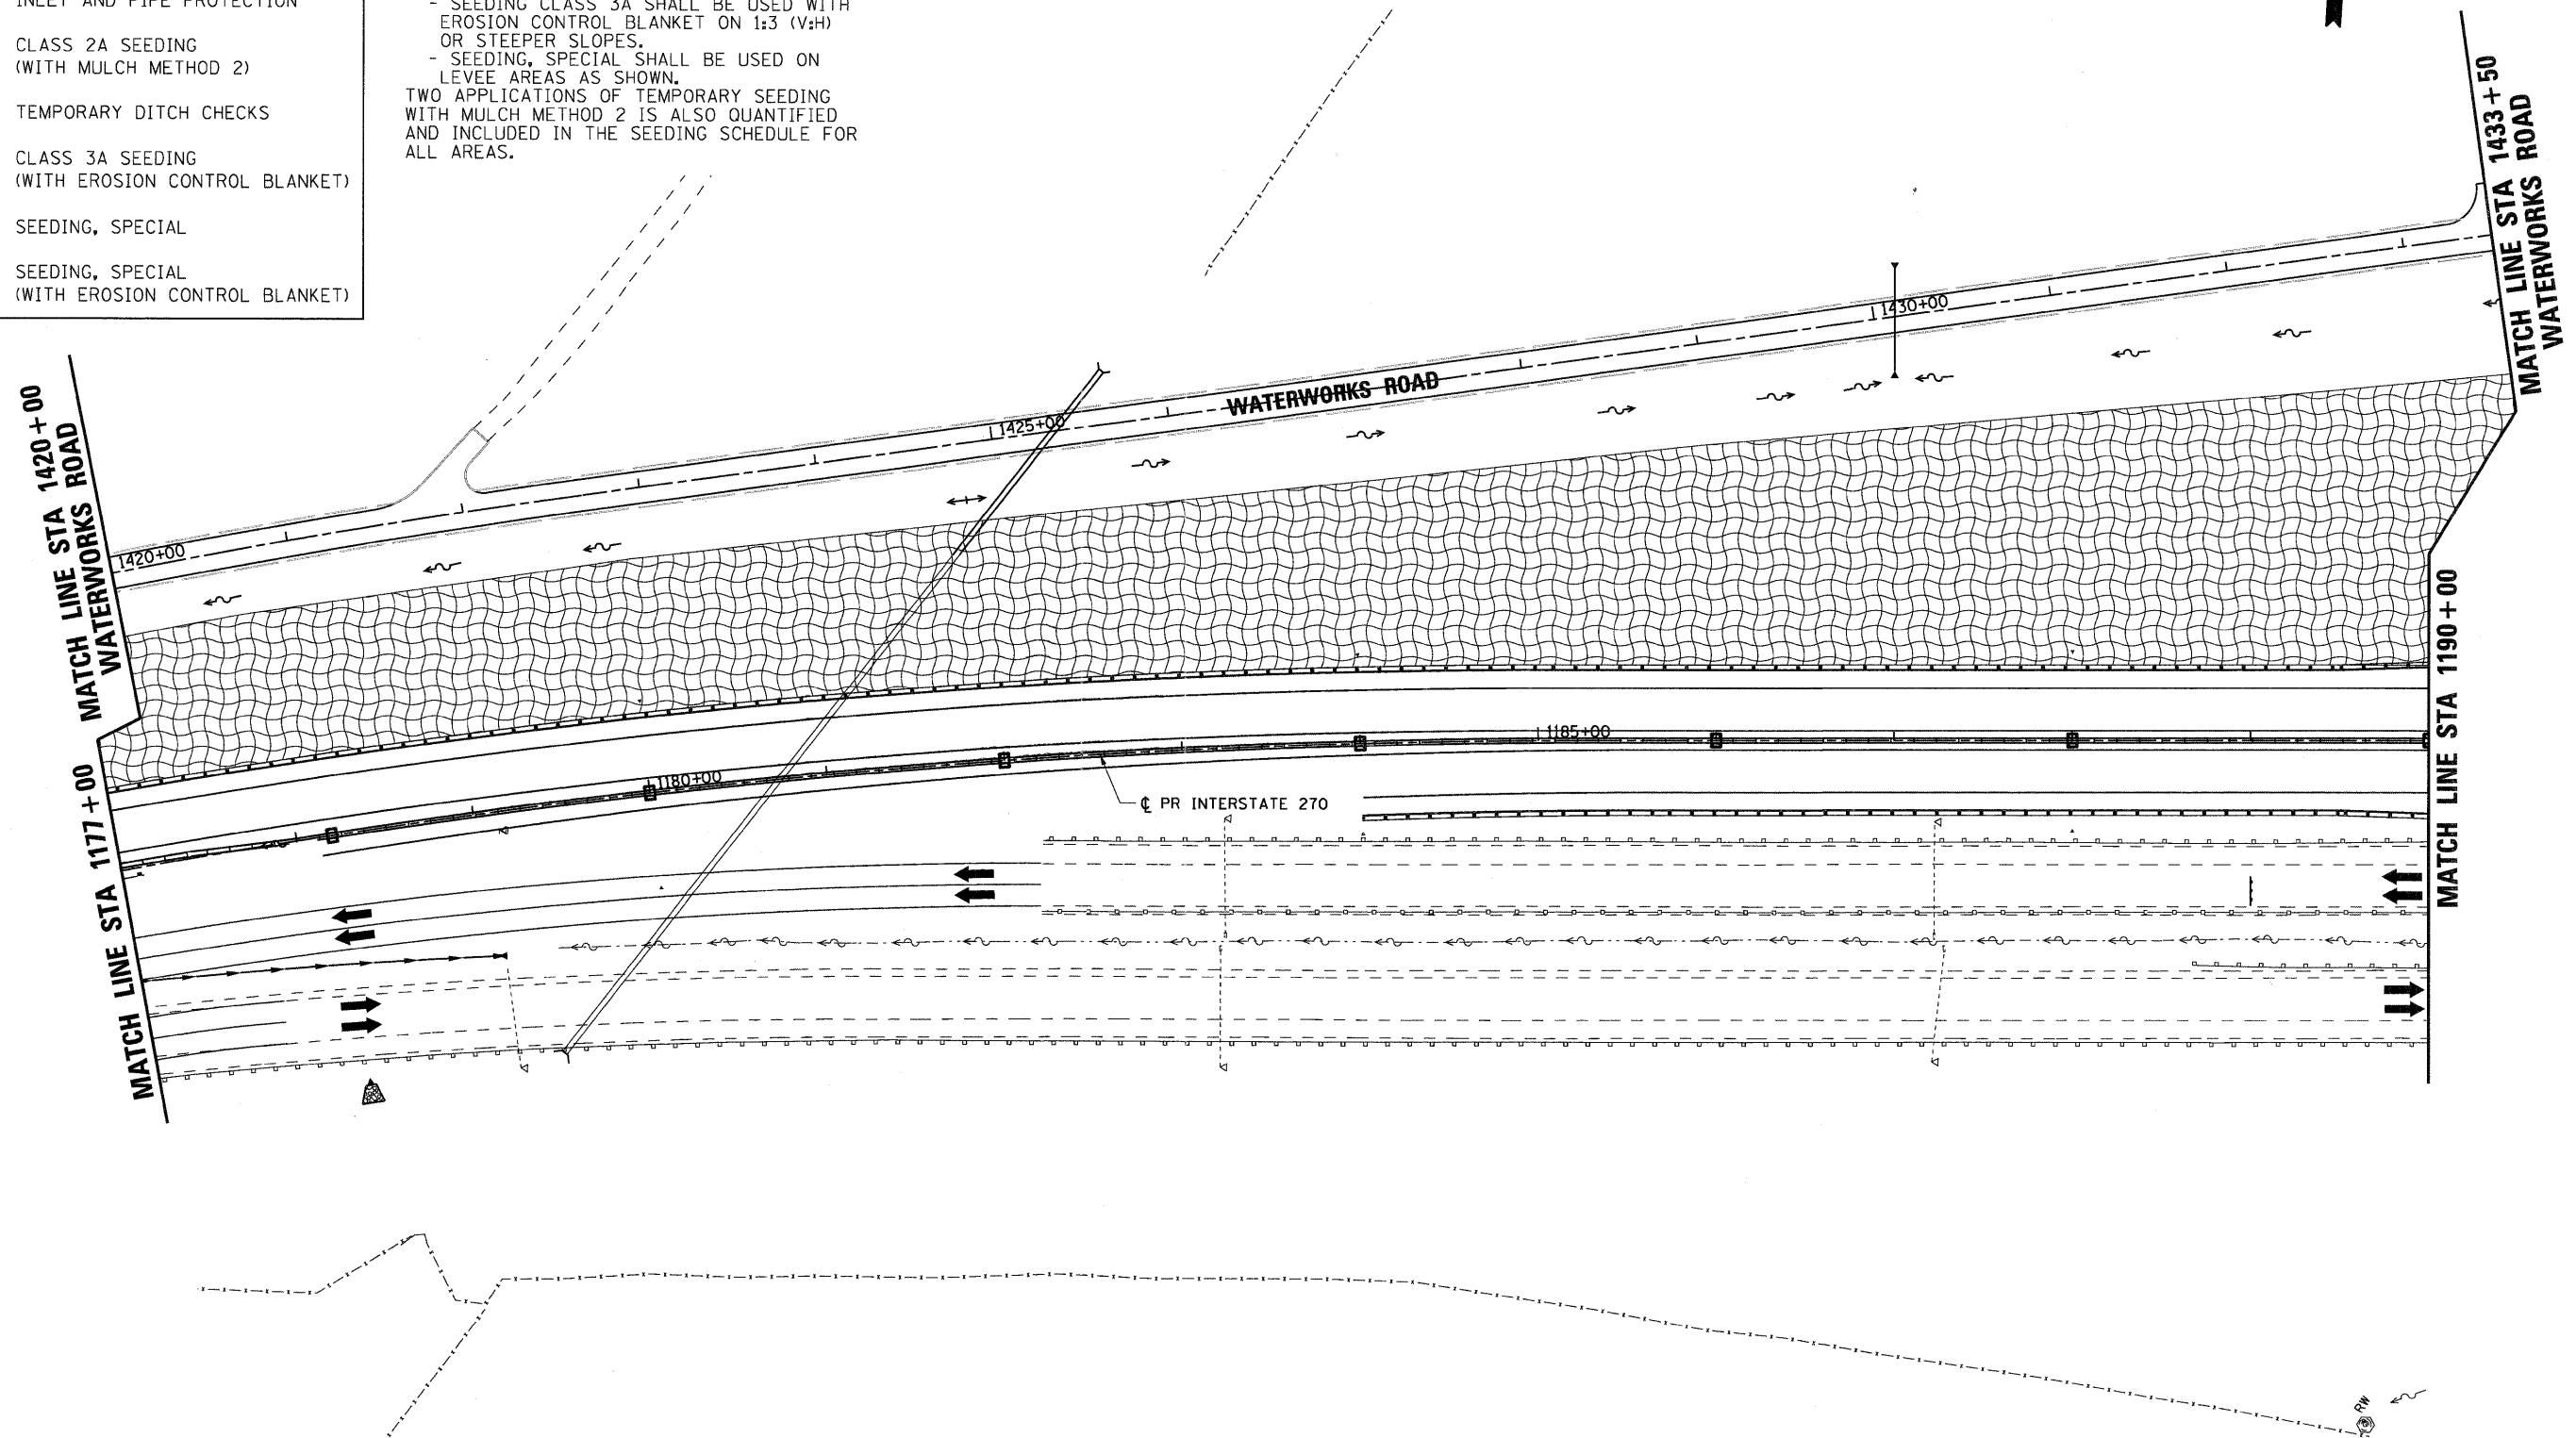 INLET AND PIPE PROTECTION
CLASS 2A SEEDING
(WITH MULCH METHOD 2)
TEMPORARY DITCH CHECKS
CLASS 3A SEEDING
(WITH EROSION CONTROL BLANKET)
SEEDING, SPECIAL
SEEDING, SPECIAL
(WITH EROSION CONTROL BLANKET)
- SEEDING CLASS 3A SHALL BE USED WITH
EROSION CONTROL BLANKET ON 1:3 (V:H)
OR STEEPER SLOPES.
- SEEDING, SPECIAL SHALL BE USED ON
LEVEE AREAS AS SHOWN.
TWO APPLICATIONS OF TEMPORARY SEEDING
WITH MULCH METHOD 2 IS ALSO QUANTIFIED
AND INCLUDED IN THE SEEDING SCHEDULE FOR
ALL AREAS.
MATCH LINE STA 1420+00
WATERWORKS ROAD
MATCH LINE STA 1177+00
1420+00
1425+00
WATERWORKS ROAD
1430+00
MATCH LINE STA 1433+50
WATERWORKS ROAD
1180+00
1185+00
℄ PR INTERSTATE 270
MATCH LINE STA 1190+00
RW